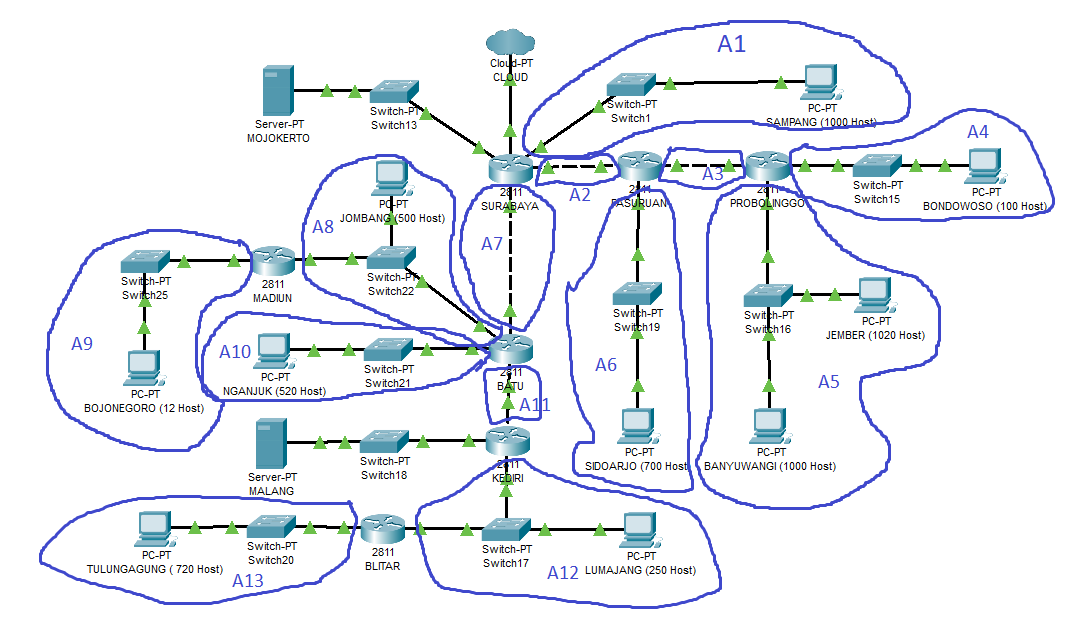 Cloud-PT
CLOUD
A1
Switch-PT
Switch1
PC-PT
SAMPANG (1000 Host)
Server-PT
MOJOKERTO
Switch-PT
Switch13
2811
SURABAYA
A2
2811
PASURUAN
A3
2811
PROBOLINGGO
A4
Switch-PT
Switch15
PC-PT
BONDOWOSO (100 Host)
A8
PC-PT
JOMBANG (500 Host)
Switch-PT
Switch22
A7
2811
MADIUN
Switch-PT
Switch25
A9
PC-PT
BOJONEGORO (12 Host)
A10
PC-PT
NGANJUK (520 Host)
Switch-PT
Switch21
2811
BATU
A11
Switch-PT
Switch19
A6
PC-PT
SIDOARJO (700 Host)
Switch-PT
Switch16
PC-PT
JEMBER (1020 Host)
A5
PC-PT
BANYUWANGI (1000 Host)
Server-PT
MALANG
Switch-PT
Switch18
2811
KEDIRI
PC-PT
TULUNGAGUNG ( 720 Host)
Switch-PT
Switch20
A13
2811
BLITAR
Switch-PT
Switch17
A12
PC-PT
LUMAJANG (250 Host)